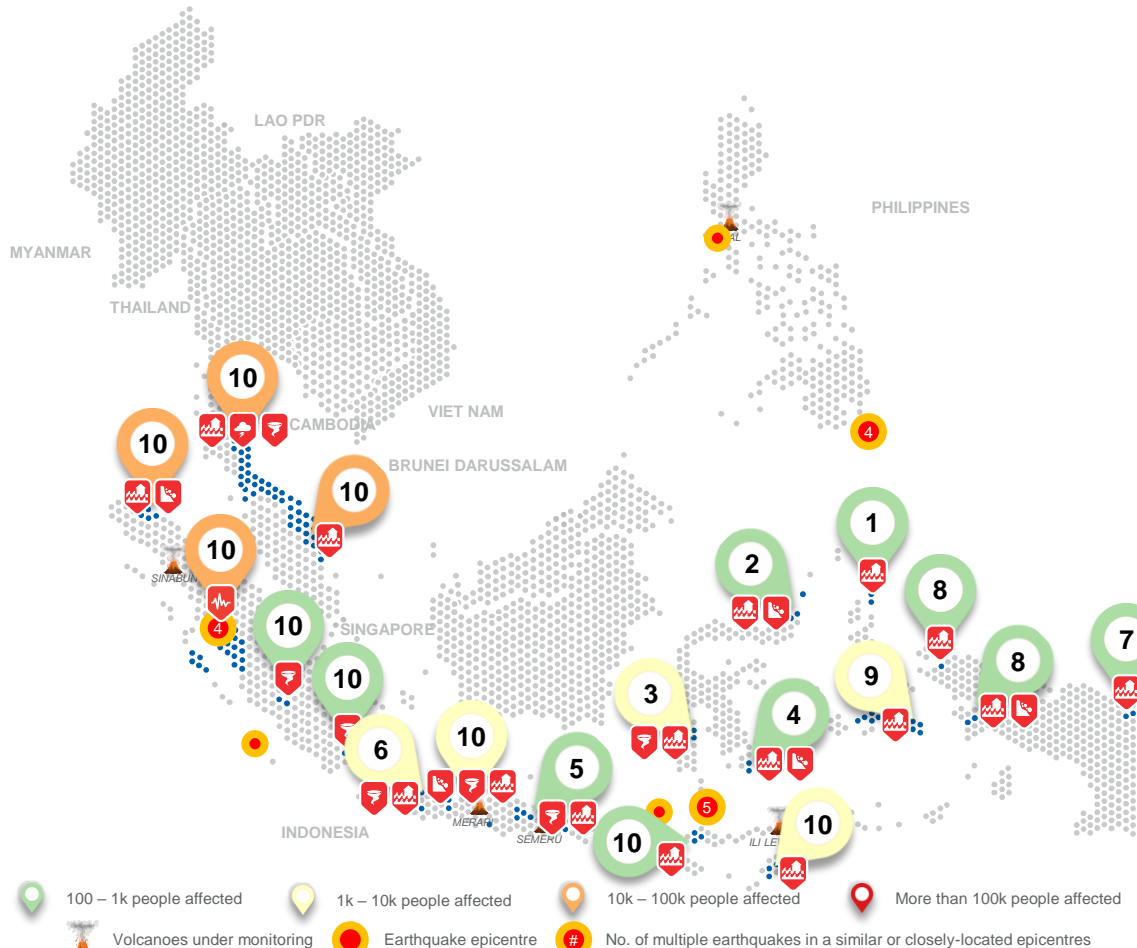 LAO PDR
PHILIPPINES
MYANMAR
THAILAND
10
VIET NAM
CAMBODIA
4
10
BRUNEI DARUSSALAM
10
1
10
2
8
4
10
SINGAPORE
7
8
10
3
9
4
6
10
5
5
INDONESIA
MERAPI
SEMERU
10
10
100 – 1k people affected
1k – 10k people affected
10k – 100k people affected
More than 100k people affected
Volcanoes under monitoring
Earthquake epicentre
# No. of multiple earthquakes in a similar or closely-located epicentres